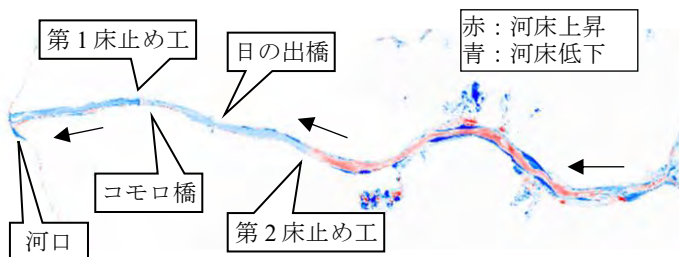 赤：河床上昇
青：河床低下
第１床止め工
日の出橋
コモロ橋
第２床止め工
河口